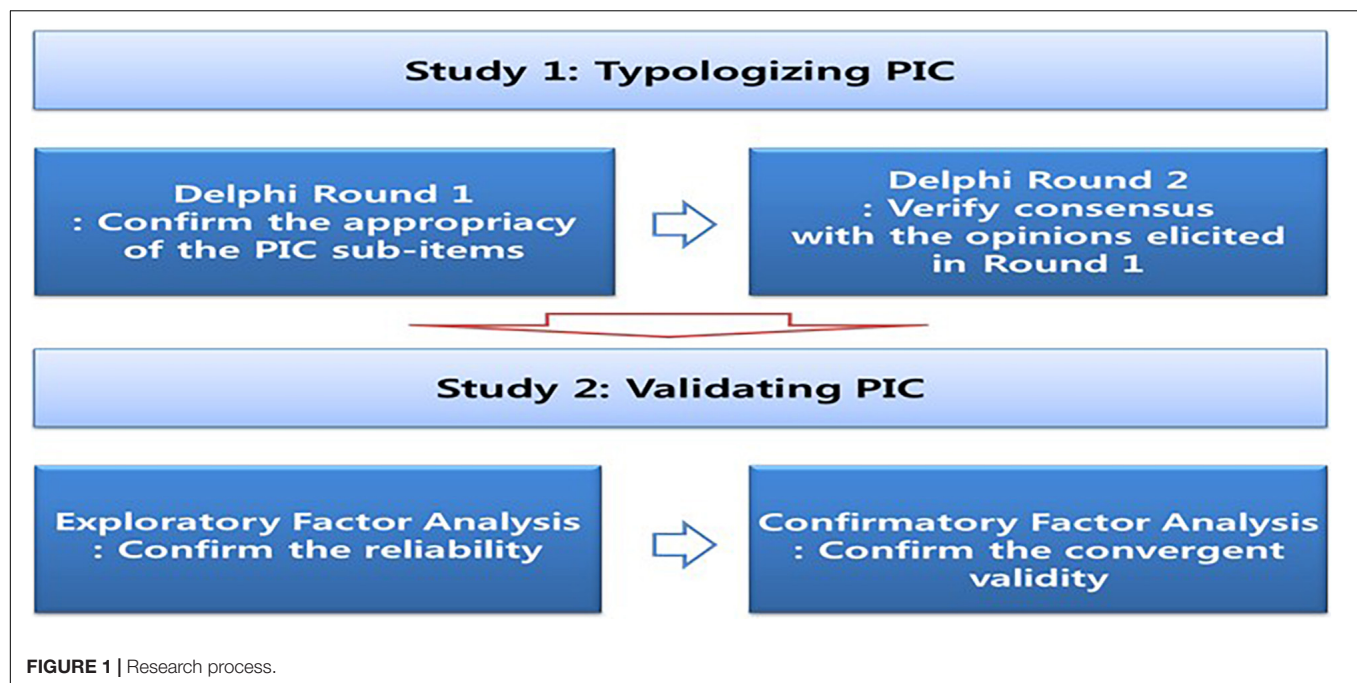 Study 1: Typologizing PIC
Delphi Round 1
: Confirm the appropriacy
of the PIC sub-items
Delphi Round 2
: Verify consensus
with the opinions elicited
in Round 1
Study 2: Validating PIC
Exploratory Factor Analysis
: Confirm the reliability
Confirmatory Factor Analysis
: Confirm the convergent
validity
FIGURE 1 | Research process.